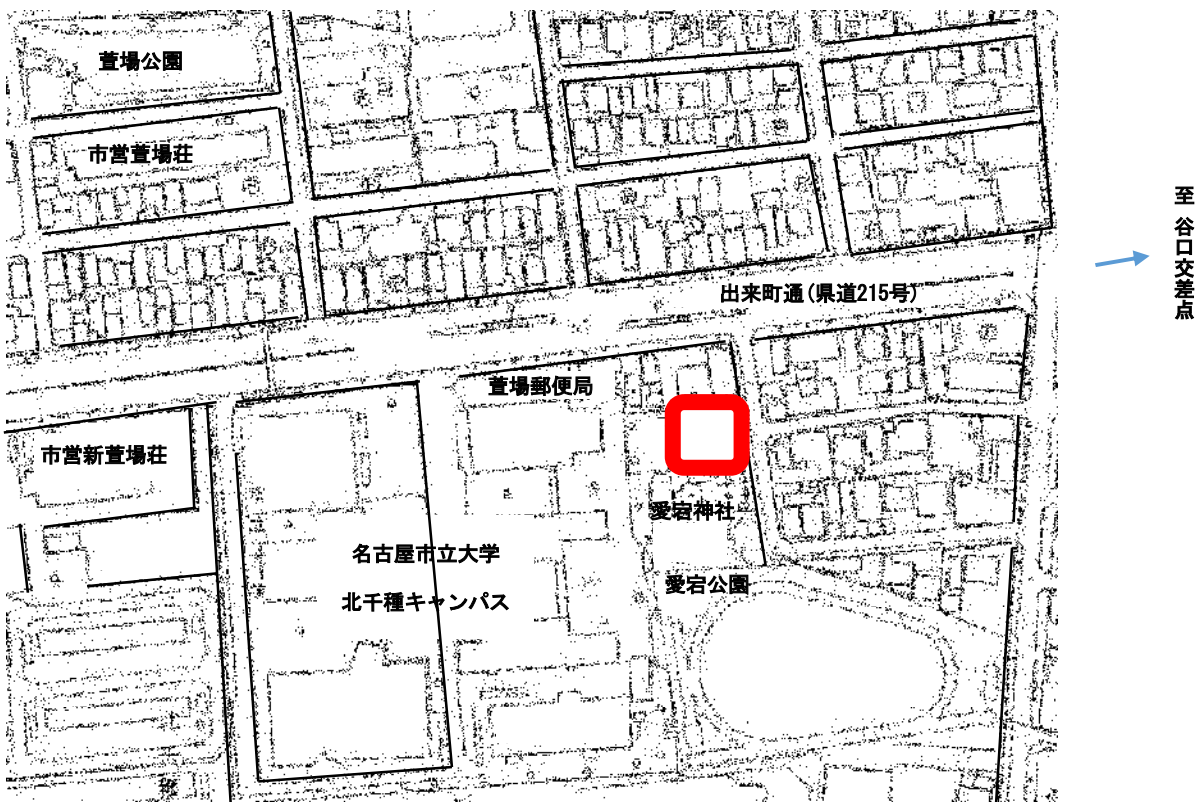 萱場公園
市営萱場荘
至 谷口交差点
出来町通(県道215号)
萱場郵便局
市営新萱場荘
愛宕神社
名古屋市立大学
北千種キャンパス
愛宕公園